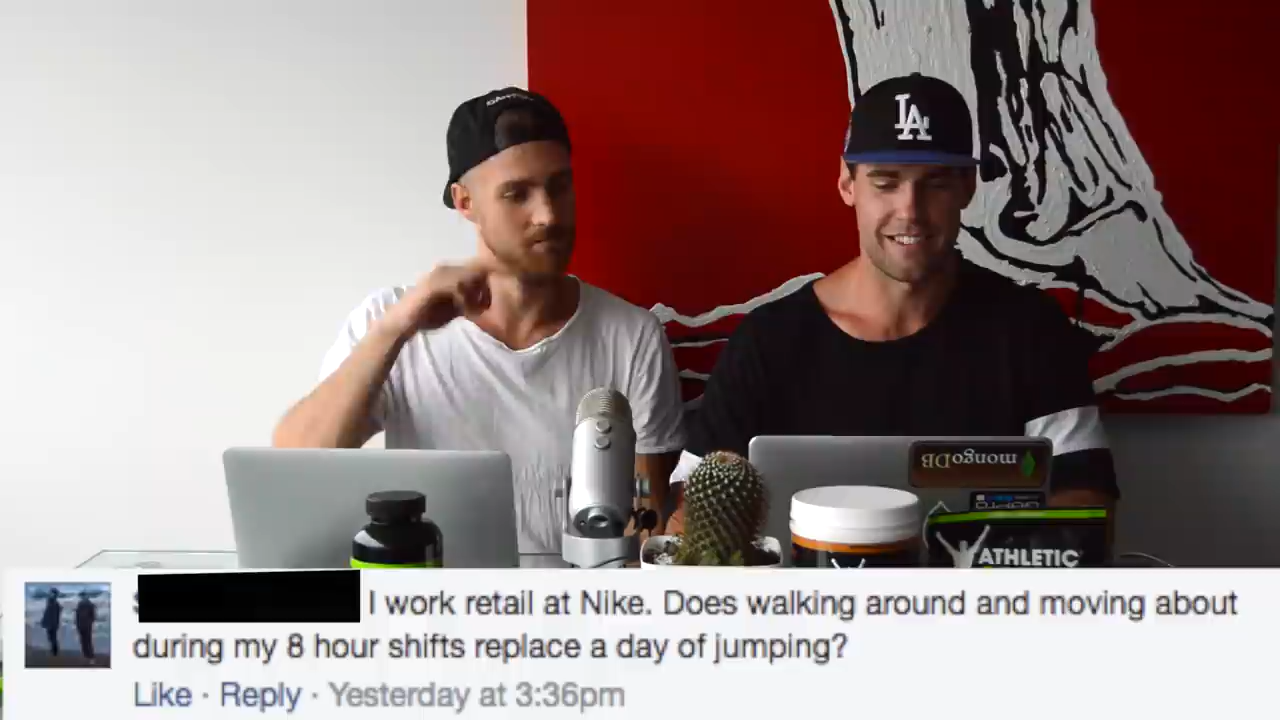 LA
mongoDB
ATHLETIC
I work retail at Nike. Does walking around and moving about
during my 8 hour shifts replace a day of jumping?
Like · Reply · Yesterday at 3:36pm